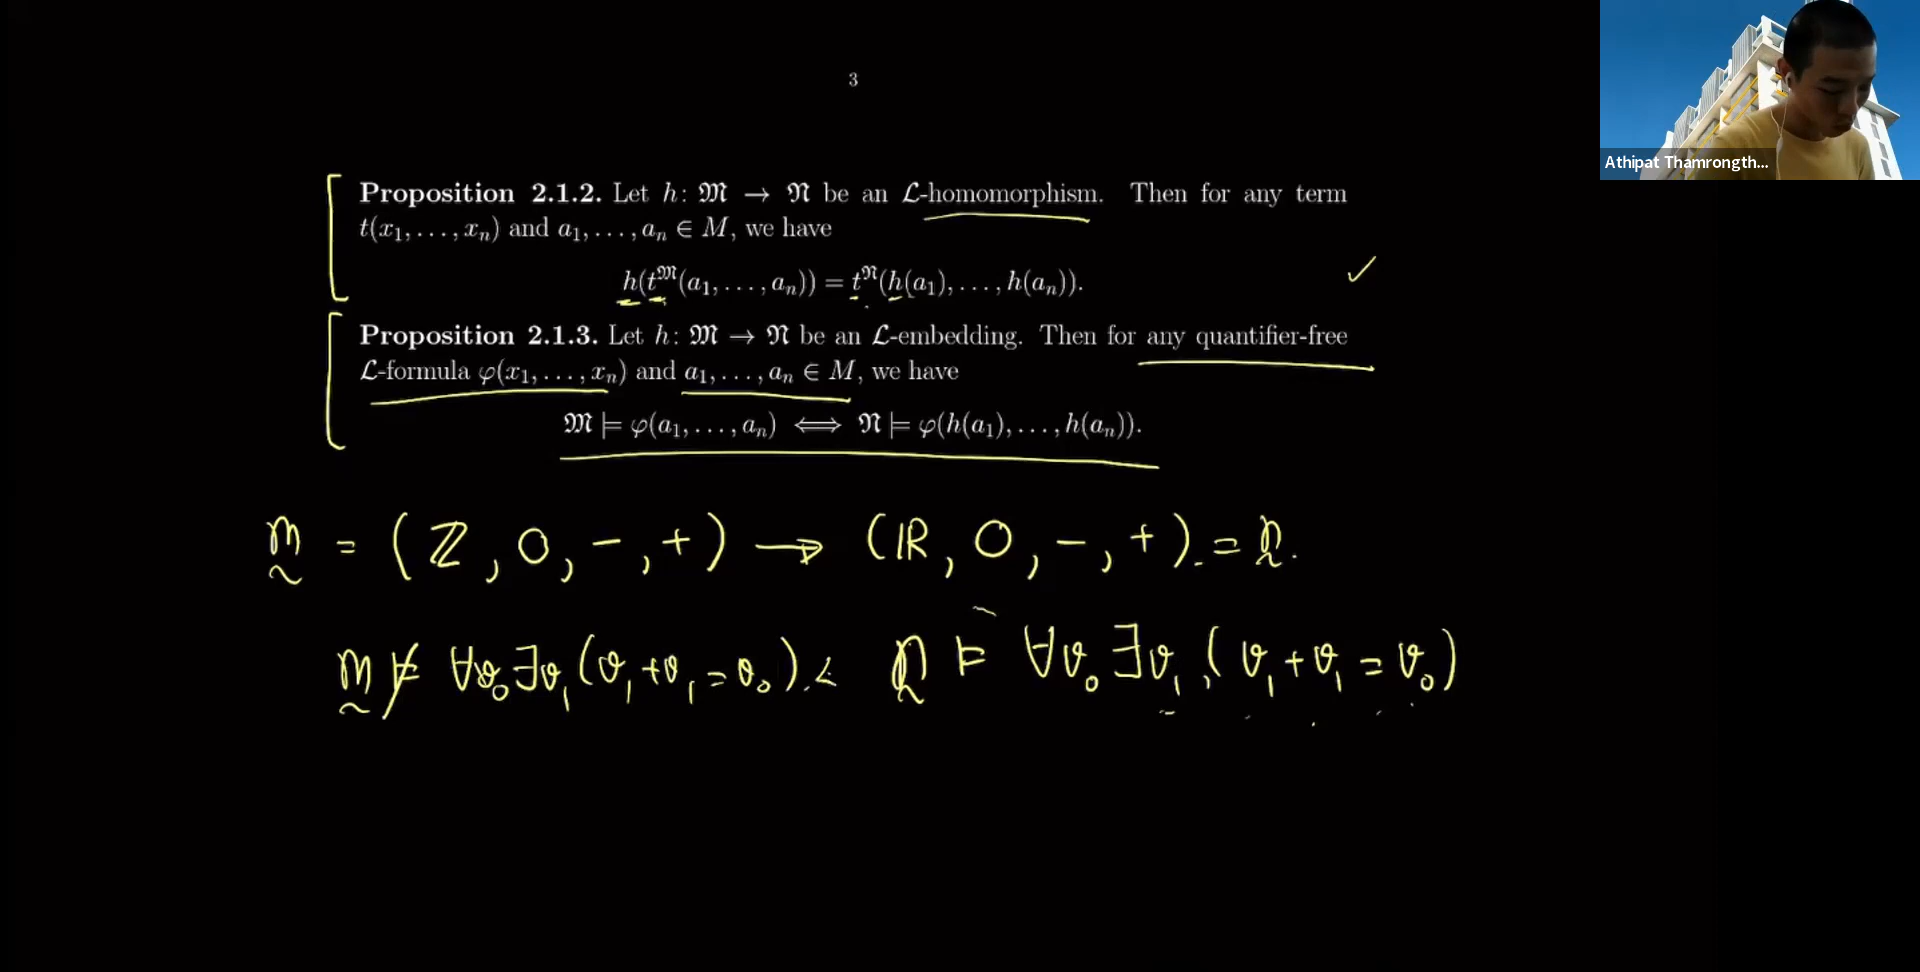 3
Proposition 2.1.2. Let h: 𝔐 → 𝔑 be an ℒ-homomorphism. Then for any term
t(x₁, . . . , xₙ) and a₁, . . . , aₙ ∈ M, we have
h(t^𝔐(a₁, . . . , aₙ)) = t^𝔑(h(a₁), . . . , h(aₙ)).
✓
Proposition 2.1.3. Let h: 𝔐 → 𝔑 be an ℒ-embedding. Then for any quantifier-free
ℒ-formula φ(x₁, . . . , xₙ) and a₁, . . . , aₙ ∈ M, we have
𝔐 ⊨ φ(a₁, . . . , aₙ) ⟺ 𝔑 ⊨ φ(h(a₁), . . . , h(aₙ)).
𝔐 = (ℤ, 0, −, +) → (ℝ, 0, −, +). = 𝔑.
𝔐 ⊭ ∀v₀∃v₁(v₁+v₁=v₀). 𝔑 ⊨ ∀v₀∃v₁(v₁+v₁=v₀)
Athipat Thamrongth...